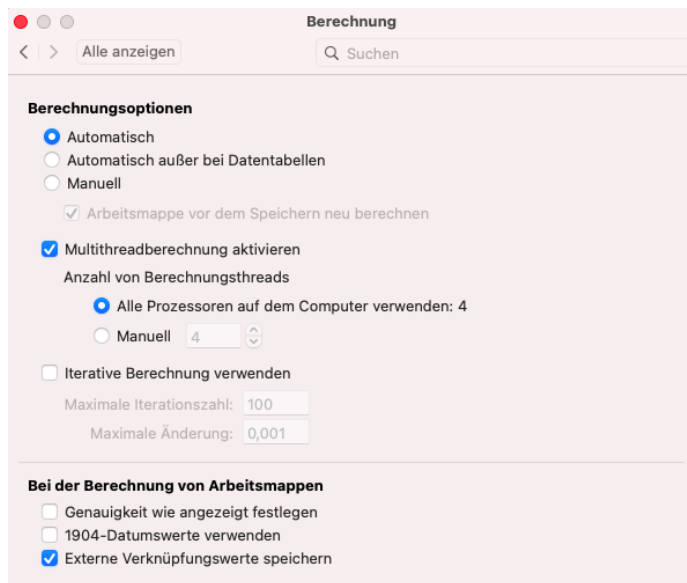 Berechnung
Alle anzeigen
Suchen
Berechnungsoptionen
Automatisch
Automatisch außer bei Datentabellen
Manuell
Arbeitsmappe vor dem Speichern neu berechnen
Multithreadberechnung aktivieren
Anzahl von Berechnungsthreads
Alle Prozessoren auf dem Computer verwenden: 4
Manuell 4
Iterative Berechnung verwenden
Maximale Iterationszahl: 100
Maximale Änderung: 0,001
Bei der Berechnung von Arbeitsmappen
Genauigkeit wie angezeigt festlegen
1904-Datumswerte verwenden
Externe Verknüpfungswerte speichern